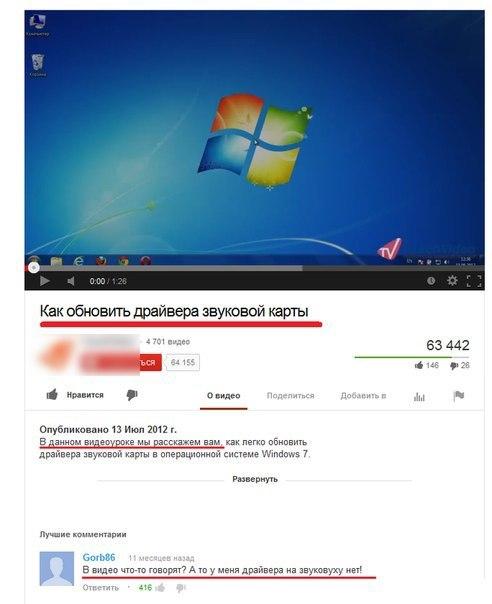 Компьютер
Корзина
TV
0:00 / 1:26
Как обновить драйвера звуковой карты
4 701 видео
ься 64 155
63 442
146 26
Нравится О видео Поделиться Добавить в
Опубликовано 13 Июл 2012 г.
В данном видеоуроке мы расскажем вам, как легко обновить
драйвера звуковой карты в операционной системе Windows 7.
Развернуть
Лучшие комментарии
Gorb86 11 месяцев назад
В видео что-то говорят? А то у меня драйвера на звуковуху нет!
Ответить · 416